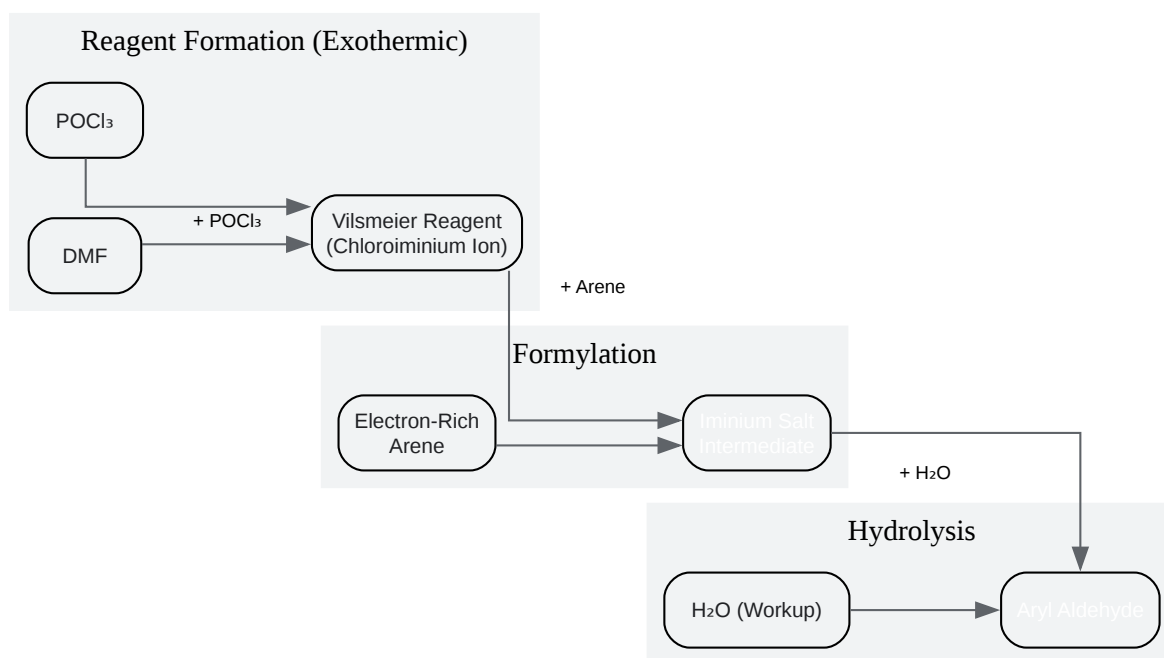 Reagent Formation (Exothermic)
POCl₃
+ POCl₃
DMF
Vilsmeier Reagent
(Chloroiminium Ion)
+ Arene
Formylation
Electron-Rich
Arene
Iminium Salt
Intermediate
+ H₂O
Hydrolysis
H₂O (Workup)
Aryl Aldehyde